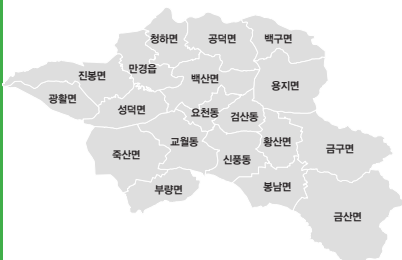 청하면
공덕면
백구면
만경읍
진봉면
백산면
용지면
광활면
성덕면
요천동
검산동
교월동
황산면
금구면
죽산면
신풍동
부량면
봉남면
금산면